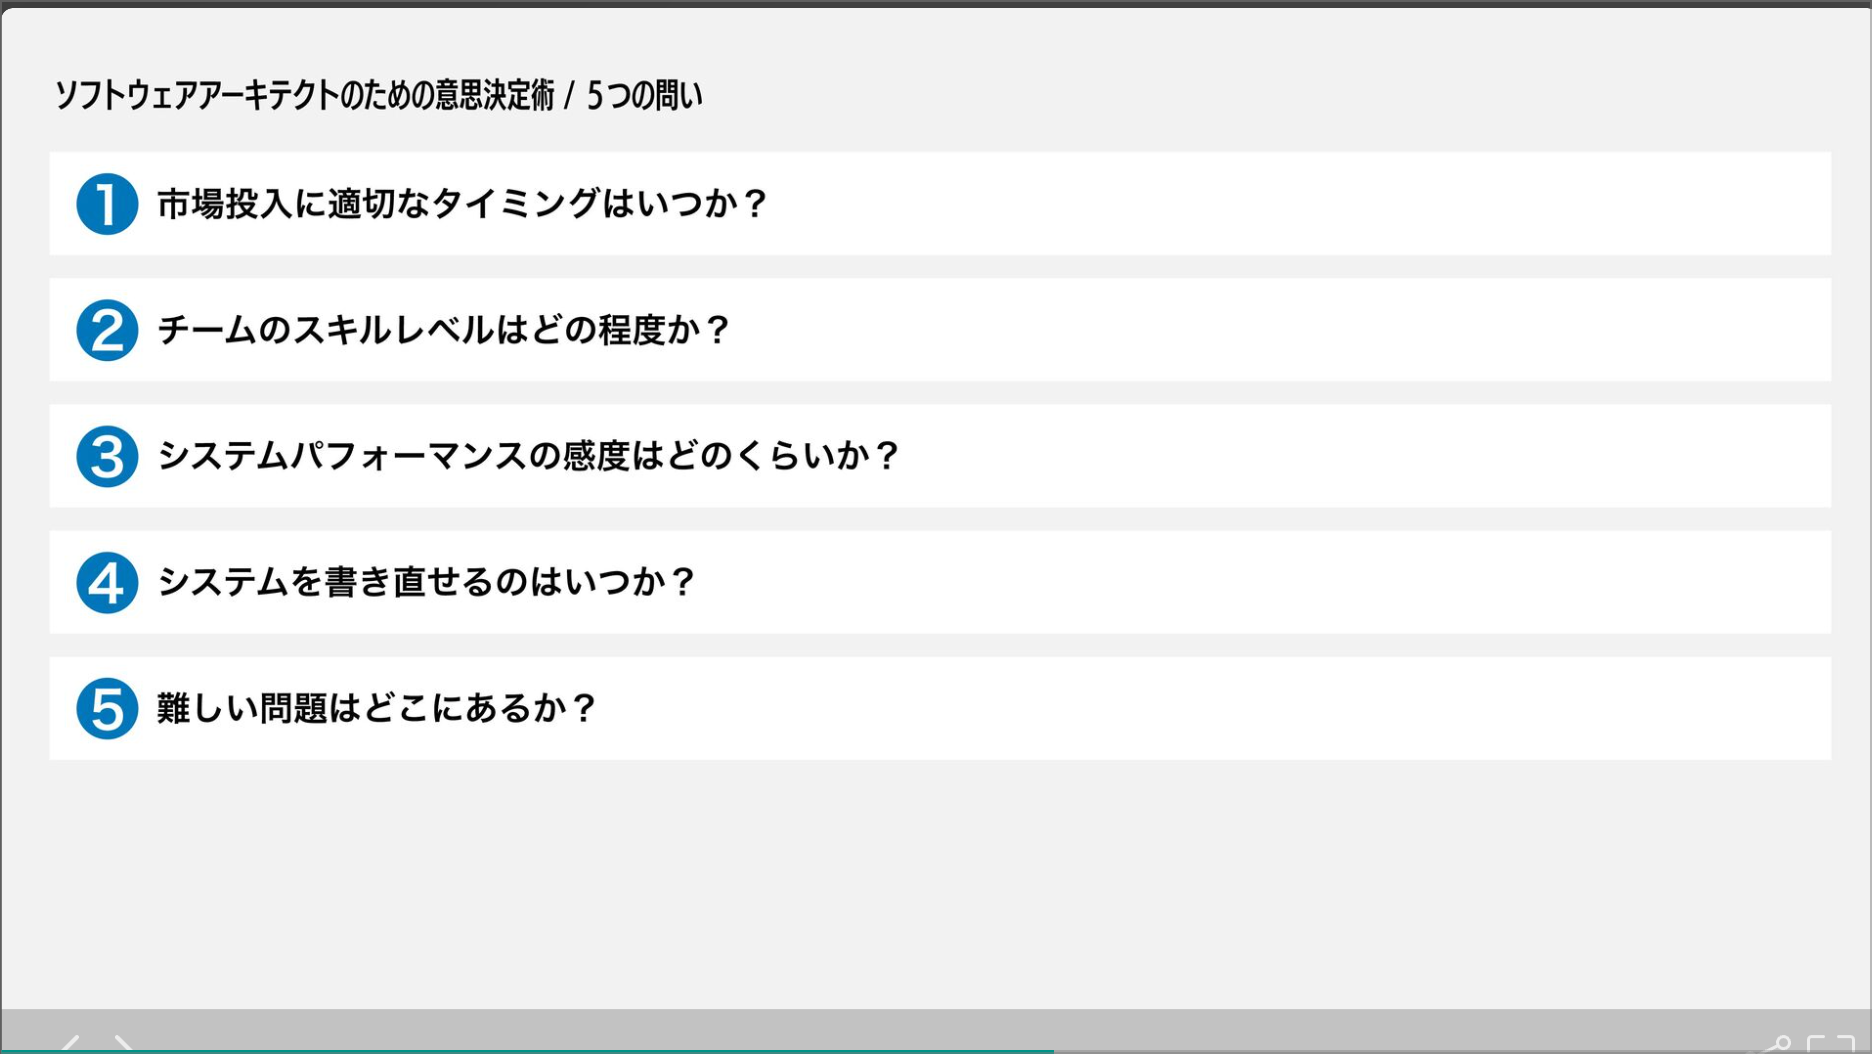 ソフトウェアアーキテクトのための意思決定術 / ５つの問い
1 市場投入に適切なタイミングはいつか？
2 チームのスキルレベルはどの程度か？
3 システムパフォーマンスの感度はどのくらいか？
4 システムを書き直せるのはいつか？
5 難しい問題はどこにあるか？